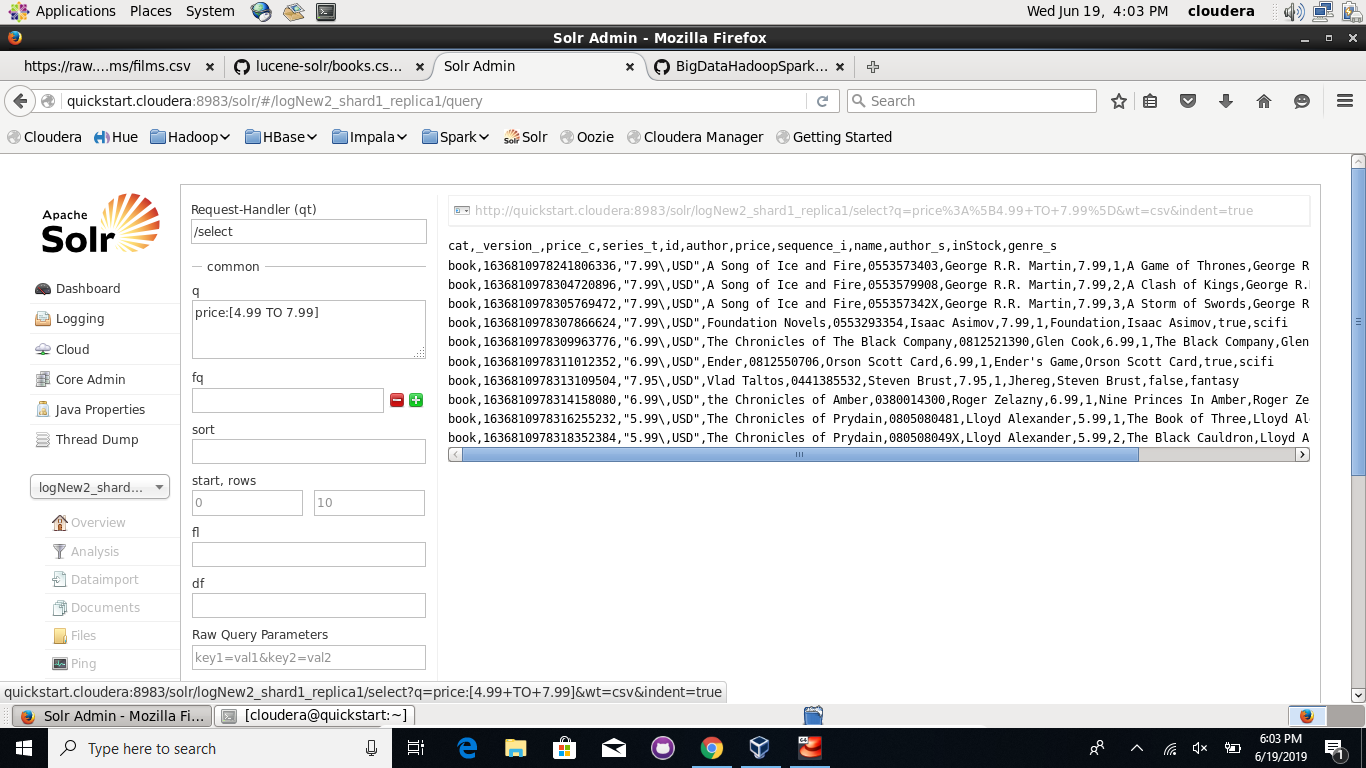 Applications Places System Wed Jun 19, 4:03 PM cloudera
Solr Admin - Mozilla Firefox
https://raw....ms/films.csv lucene-solr/books.cs... Solr Admin BigDataHadoopSpark...
quickstart.cloudera:8983/solr/#/logNew2_shard1_replica1/query Search
Cloudera Hue Hadoop HBase Impala Spark Solr Oozie Cloudera Manager Getting Started
Apache
Solr
Dashboard
Logging
Cloud
Core Admin
Java Properties
Thread Dump
logNew2_shard...
Overview
Analysis
Dataimport
Documents
Files
Ping
Request-Handler (qt)
/select
common
q
price:[4.99 TO 7.99]
fq
sort
start, rows
0 10
fl
df
Raw Query Parameters
key1=val1&key2=val2
http://quickstart.cloudera:8983/solr/logNew2_shard1_replica1/select?q=price%3A%5B4.99+TO+7.99%5D&wt=csv&indent=true
cat,_version_,price_c,series_t,id,author,price,sequence_i,name,author_s,inStock,genre_s
book,1636810978241806336,"7.99\,USD",A Song of Ice and Fire,0553573403,George R.R. Martin,7.99,1,A Game of Thrones,George R
book,1636810978304720896,"7.99\,USD",A Song of Ice and Fire,0553579908,George R.R. Martin,7.99,2,A Clash of Kings,George R.
book,1636810978305769472,"7.99\,USD",A Song of Ice and Fire,055357342X,George R.R. Martin,7.99,3,A Storm of Swords,George R
book,1636810978307866624,"7.99\,USD",Foundation Novels,0553293354,Isaac Asimov,7.99,1,Foundation,Isaac Asimov,true,scifi
book,1636810978309963776,"6.99\,USD",The Chronicles of The Black Company,0812521390,Glen Cook,6.99,1,The Black Company,Glen
book,1636810978311012352,"6.99\,USD",Ender,0812550706,Orson Scott Card,6.99,1,Ender's Game,Orson Scott Card,true,scifi
book,1636810978313109504,"7.95\,USD",Vlad Taltos,0441385532,Steven Brust,7.95,1,Jhereg,Steven Brust,false,fantasy
book,1636810978314158080,"6.99\,USD",the Chronicles of Amber,0380014300,Roger Zelazny,6.99,1,Nine Princes In Amber,Roger Ze
book,1636810978316255232,"5.99\,USD",The Chronicles of Prydain,0805080481,Lloyd Alexander,5.99,1,The Book of Three,Lloyd Al
book,1636810978318352384,"5.99\,USD",The Chronicles of Prydain,080508049X,Lloyd Alexander,5.99,2,The Black Cauldron,Lloyd A
quickstart.cloudera:8983/solr/logNew2_shard1_replica1/select?q=price:[4.99+TO+7.99]&wt=csv&indent=true
Solr Admin - Mozilla Fi... [cloudera@quickstart:~]
Type here to search 64 6:03 PM
6/19/2019 1